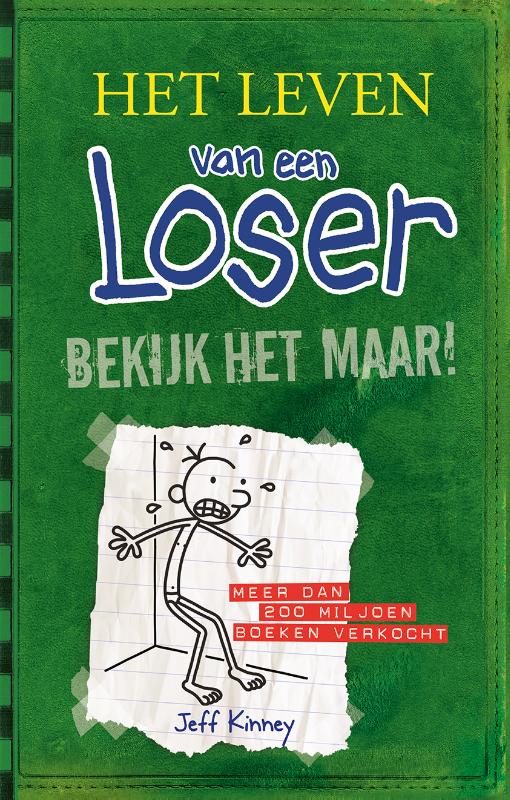 HET LEVEN
van een
Loser
BEKIJK HET MAAR!
MEER DAN
200 MILJOEN
BOEKEN VERKOCHT
Jeff Kinney